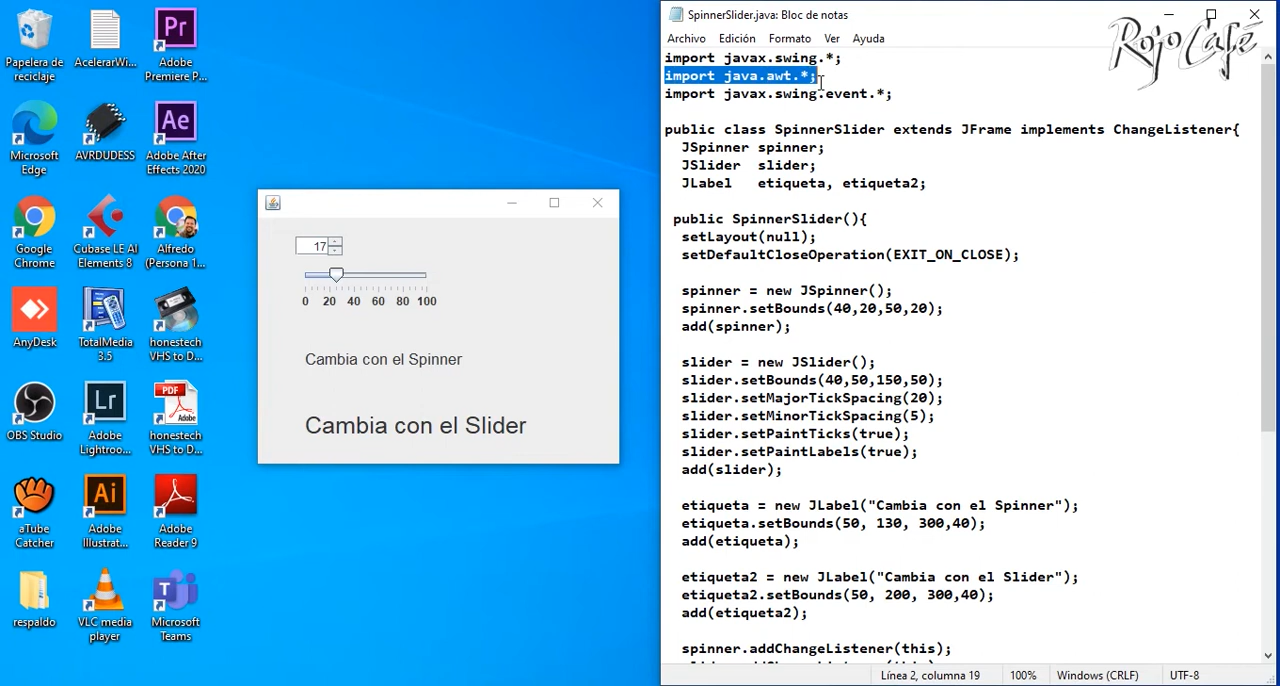 Papelera de
reciclaje
AcelerarWi...
Pr
Adobe
Premiere P...
Microsoft
Edge
AVRDUDESS
Ae
Adobe After
Effects 2020
Google
Chrome
Cubase LE AI
Elements 8
Alfredo
(Persona 1...
AnyDesk
TotalMedia
3.5
honestech
VHS to D...
OBS Studio
Lr
Adobe
Lightroo...
PDF
Adobe
honestech
VHS to D...
aTube
Catcher
Ai
Adobe
Illustrat...
Adobe
Reader 9
respaldo
VLC media
player
T
Microsoft
Teams
17
0 20 40 60 80 100
Cambia con el Spinner
Cambia con el Slider
SpinnerSlider.java: Bloc de notas
Archivo Edición Formato Ver Ayuda
RojoCafé
import javax.swing.*;
import java.awt.*;
import javax.swing.event.*;
public class SpinnerSlider extends JFrame implements ChangeListener{
JSpinner spinner;
JSlider slider;
JLabel etiqueta, etiqueta2;
public SpinnerSlider(){
setLayout(null);
setDefaultCloseOperation(EXIT_ON_CLOSE);
spinner = new JSpinner();
spinner.setBounds(40,20,50,20);
add(spinner);
slider = new JSlider();
slider.setBounds(40,50,150,50);
slider.setMajorTickSpacing(20);
slider.setMinorTickSpacing(5);
slider.setPaintTicks(true);
slider.setPaintLabels(true);
add(slider);
etiqueta = new JLabel("Cambia con el Spinner");
etiqueta.setBounds(50, 130, 300,40);
add(etiqueta);
etiqueta2 = new JLabel("Cambia con el Slider");
etiqueta2.setBounds(50, 200, 300,40);
add(etiqueta2);
spinner.addChangeListener(this);
Línea 2, columna 19 100% Windows (CRLF) UTF-8